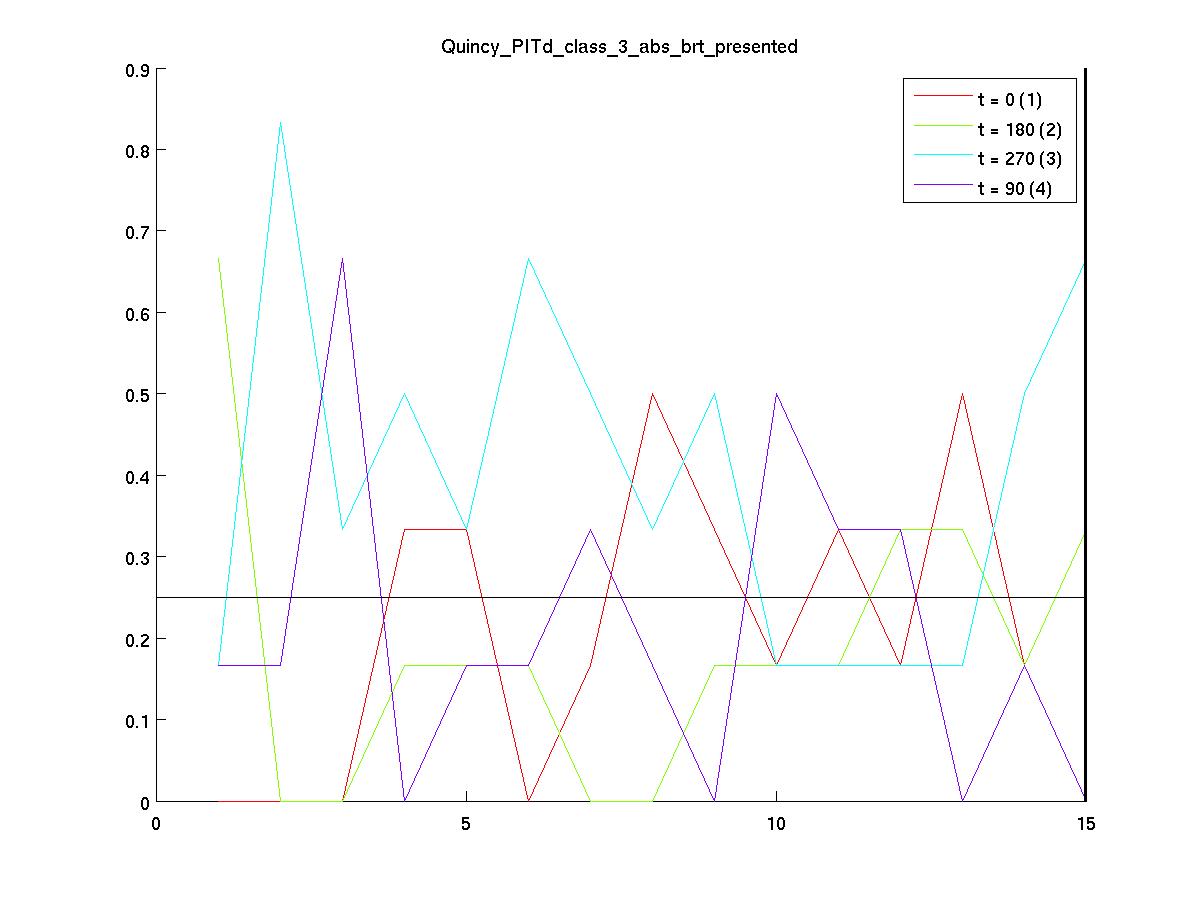 Quincy_PITd_class_3_abs_brt_presented
0.9
0.8
0.7
0.6
0.5
0.4
0.3
0.2
0.1
0
0 5 10 15
t = 0 (1)
t = 180 (2)
t = 270 (3)
t = 90 (4)